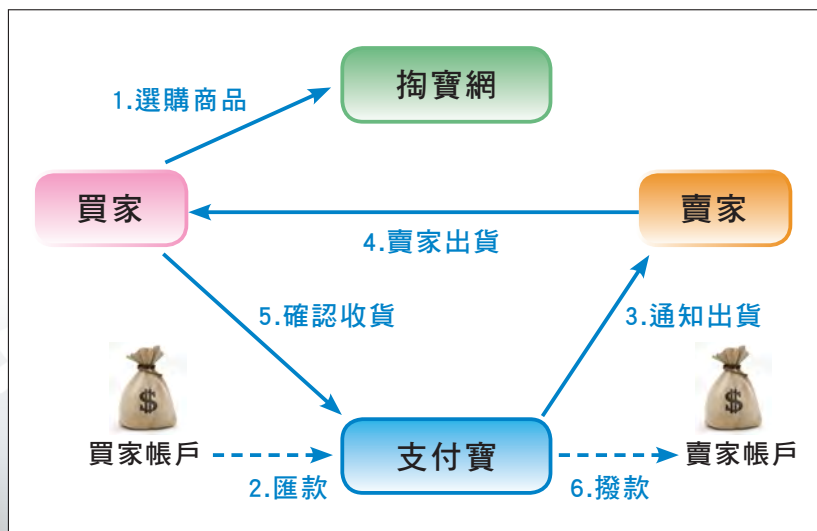 掏寶網
1.選購商品
買家
賣家
4.賣家出貨
5.確認收貨
3.通知出貨
$
$
買家帳戶
支付寶
賣家帳戶
2.匯款
6.撥款